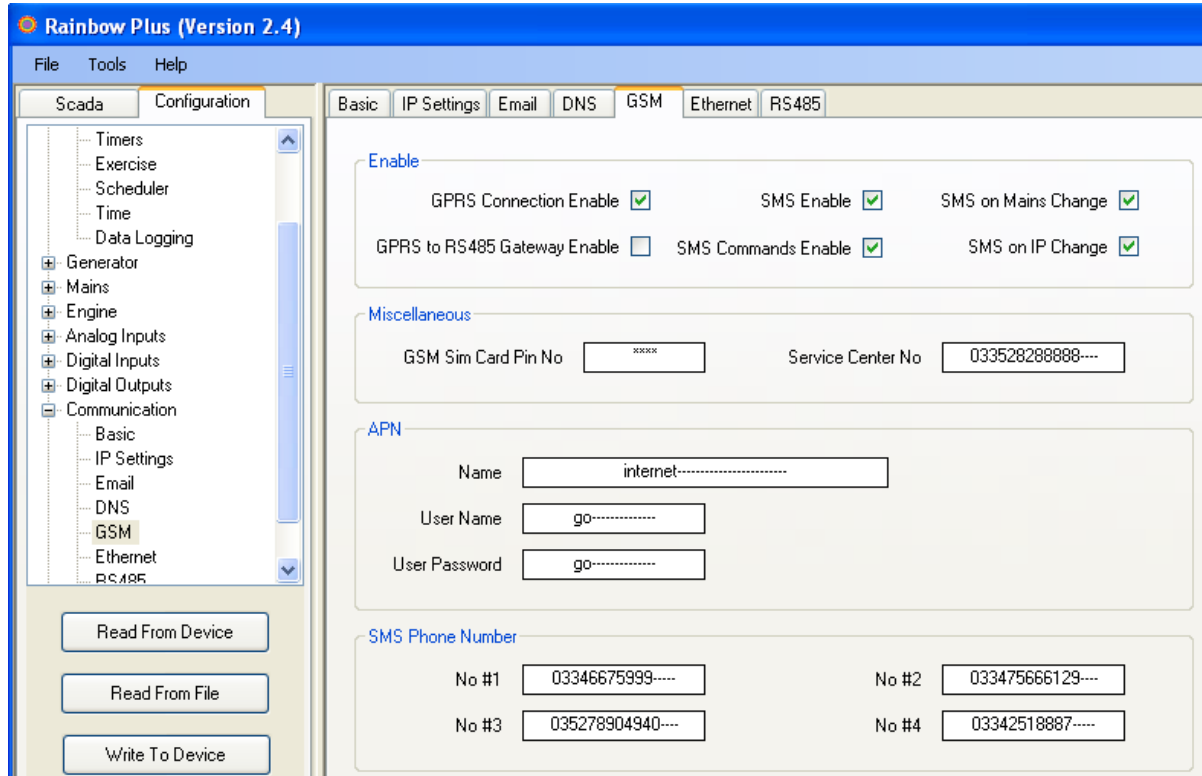 Rainbow Plus (Version 2.4)
File Tools Help
Scada Configuration
Timers
Exercise
Scheduler
Time
Data Logging
Generator
Mains
Engine
Analog Inputs
Digital Inputs
Digital Outputs
Communication
Basic
IP Settings
Email
DNS
GSM
Ethernet
RS485
Read From Device
Read From File
Write To Device
Basic IP Settings Email DNS GSM Ethernet RS485
Enable
GPRS Connection Enable SMS Enable SMS on Mains Change
GPRS to RS485 Gateway Enable SMS Commands Enable SMS on IP Change
Miscellaneous
GSM Sim Card Pin No **** Service Center No 033528288888----
APN
Name internet------------------------
User Name go--------------
User Password go--------------
SMS Phone Number
No #1 03346675999----- No #2 033475666129----
No #3 035278904940---- No #4 03342518887-----